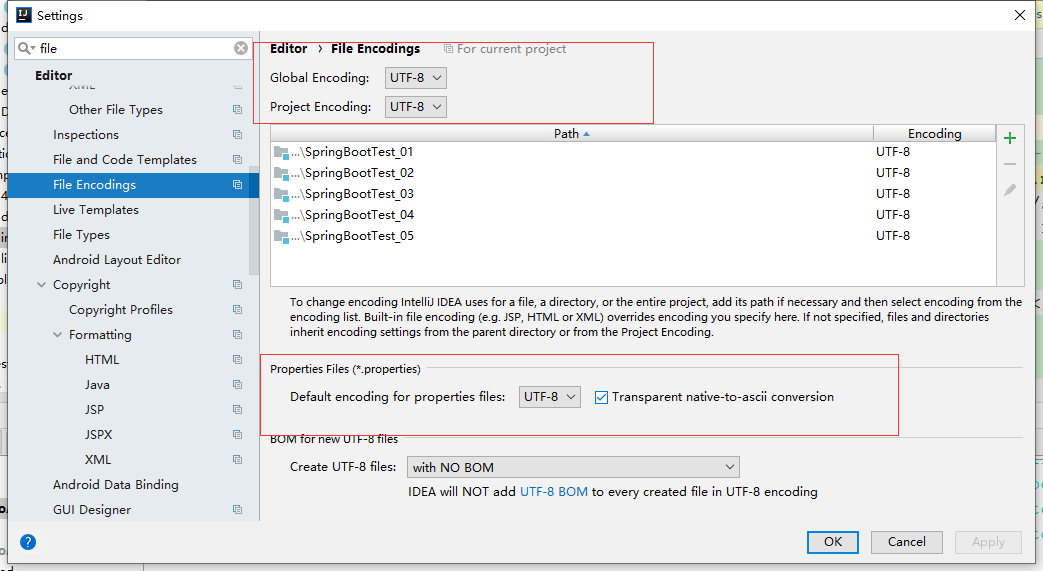 Settings
file
Editor
XML
Other File Types
Inspections
File and Code Templates
File Encodings
Live Templates
File Types
Android Layout Editor
Copyright
Copyright Profiles
Formatting
HTML
Java
JSP
JSPX
XML
Android Data Binding
GUI Designer
Editor › File Encodings For current project
Global Encoding: UTF-8
Project Encoding: UTF-8
Path Encoding
...\SpringBootTest_01 UTF-8
...\SpringBootTest_02 UTF-8
...\SpringBootTest_03 UTF-8
...\SpringBootTest_04 UTF-8
...\SpringBootTest_05 UTF-8
To change encoding IntelliJ IDEA uses for a file, a directory, or the entire project, add its path if necessary and then select encoding from the
encoding list. Built-in file encoding (e.g. JSP, HTML or XML) overrides encoding you specify here. If not specified, files and directories
inherit encoding settings from the parent directory or from the Project Encoding.
Properties Files (*.properties)
Default encoding for properties files: UTF-8 Transparent native-to-ascii conversion
BOM for new UTF-8 files
Create UTF-8 files: with NO BOM
IDEA will NOT add UTF-8 BOM to every created file in UTF-8 encoding
? OK Cancel Apply